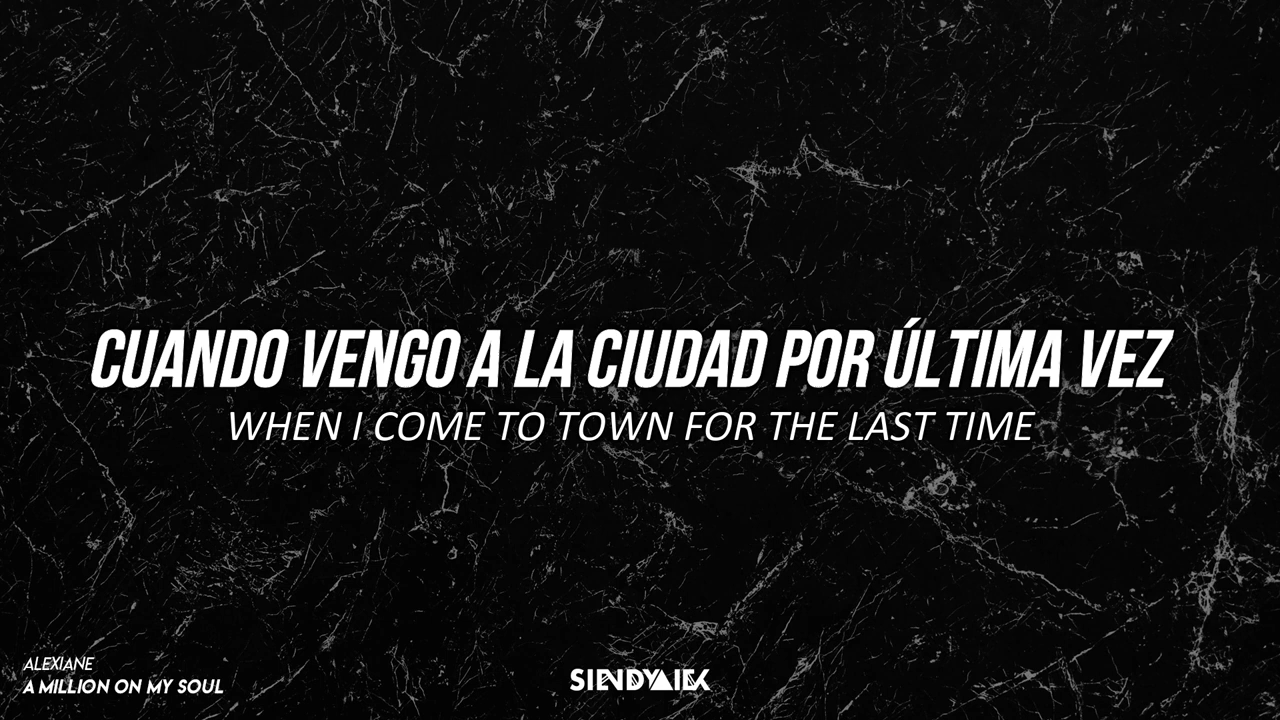 CUANDO VENGO A LA CIUDAD POR ÚLTIMA VEZ
WHEN I COME TO TOWN FOR THE LAST TIME
ALEXIANE
A MILLION ON MY SOUL